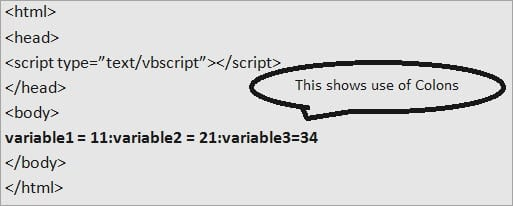 <html>
<head>
<script type=”text/vbscript”></script>
</head>
This shows use of Colons
<body>
variable1 = 11:variable2 = 21:variable3=34
</body>
</html>